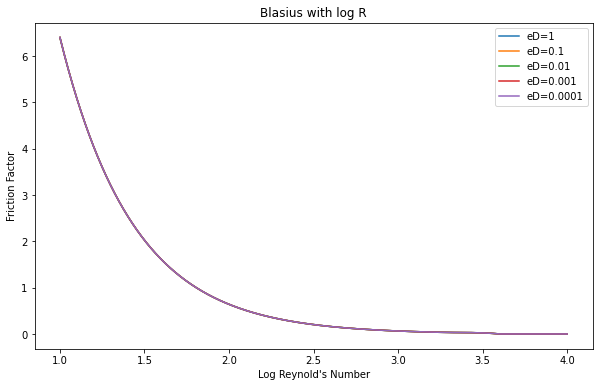 Blasius with log R
eD=1
eD=0.1
eD=0.01
eD=0.001
eD=0.0001
Friction Factor
6
5
4
3
2
1
0
1.0 1.5 2.0 2.5 3.0 3.5 4.0
Log Reynold's Number